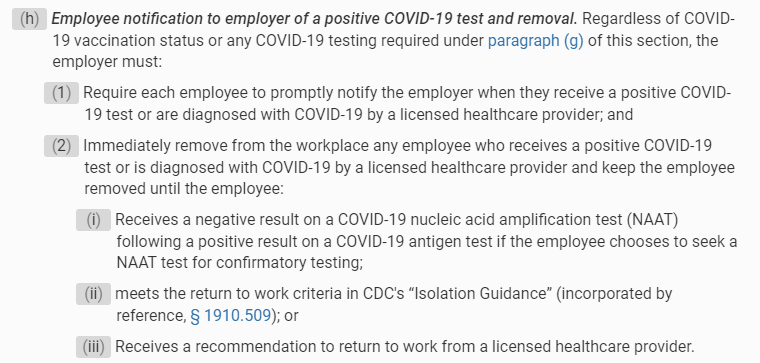 (h) Employee notification to employer of a positive COVID-19 test and removal. Regardless of COVID-
19 vaccination status or any COVID-19 testing required under paragraph (g) of this section, the
employer must:
(1) Require each employee to promptly notify the employer when they receive a positive COVID-
19 test or are diagnosed with COVID-19 by a licensed healthcare provider; and
(2) Immediately remove from the workplace any employee who receives a positive COVID-19
test or is diagnosed with COVID-19 by a licensed healthcare provider and keep the employee
removed until the employee:
(i) Receives a negative result on a COVID-19 nucleic acid amplification test (NAAT)
following a positive result on a COVID-19 antigen test if the employee chooses to seek a
NAAT test for confirmatory testing;
(ii) meets the return to work criteria in CDC's “Isolation Guidance” (incorporated by
reference, § 1910.509); or
(iii) Receives a recommendation to return to work from a licensed healthcare provider.